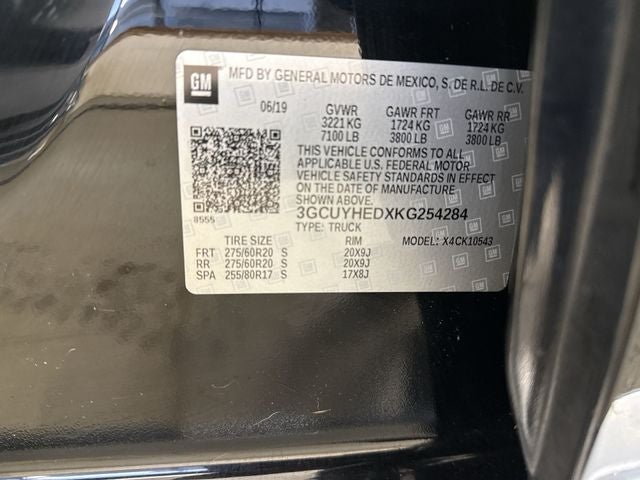 GM
MFD BY GENERAL MOTORS DE MEXICO, S. DE R.L. DE C.V.
06/19 GVWR GAWR FRT GAWR RR
3221 KG 1724 KG 1724 KG
7100 LB 3800 LB 3800 LB
THIS VEHICLE CONFORMS TO ALL
APPLICABLE U.S. FEDERAL MOTOR
VEHICLE SAFETY STANDARDS IN EFFECT
ON THE DATE OF MANUFACTURE
SHOWN ABOVE.
3GCUYHEDXKG254284
8555 TYPE: TRUCK
TIRE SIZE RIM MODEL: X4CK10543
FRT 275/60R20 S 20X9J
RR 275/60R20 S 20X9J
SPA 255/80R17 S 17X8J